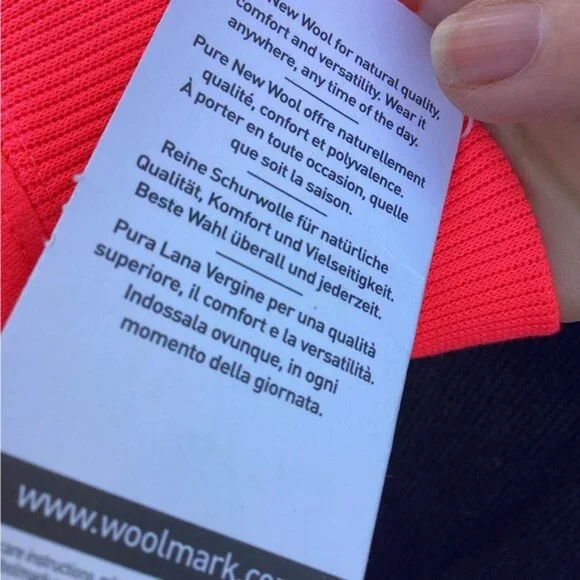 New Wool for natural quality,
comfort and versatility. Wear it
anywhere, any time of the day.
Pure New Wool offre naturellement
qualité, confort et polyvalence.
À porter en toute occasion, quelle
que soit la saison.
Reine Schurwolle für natürliche
Qualität, Komfort und Vielseitigkeit.
Beste Wahl überall und jederzeit.
Pura Lana Vergine per una qualità
superiore, il comfort e la versatilità.
Indossala ovunque, in ogni
momento della giornata.
www.woolmark.co
care instructions